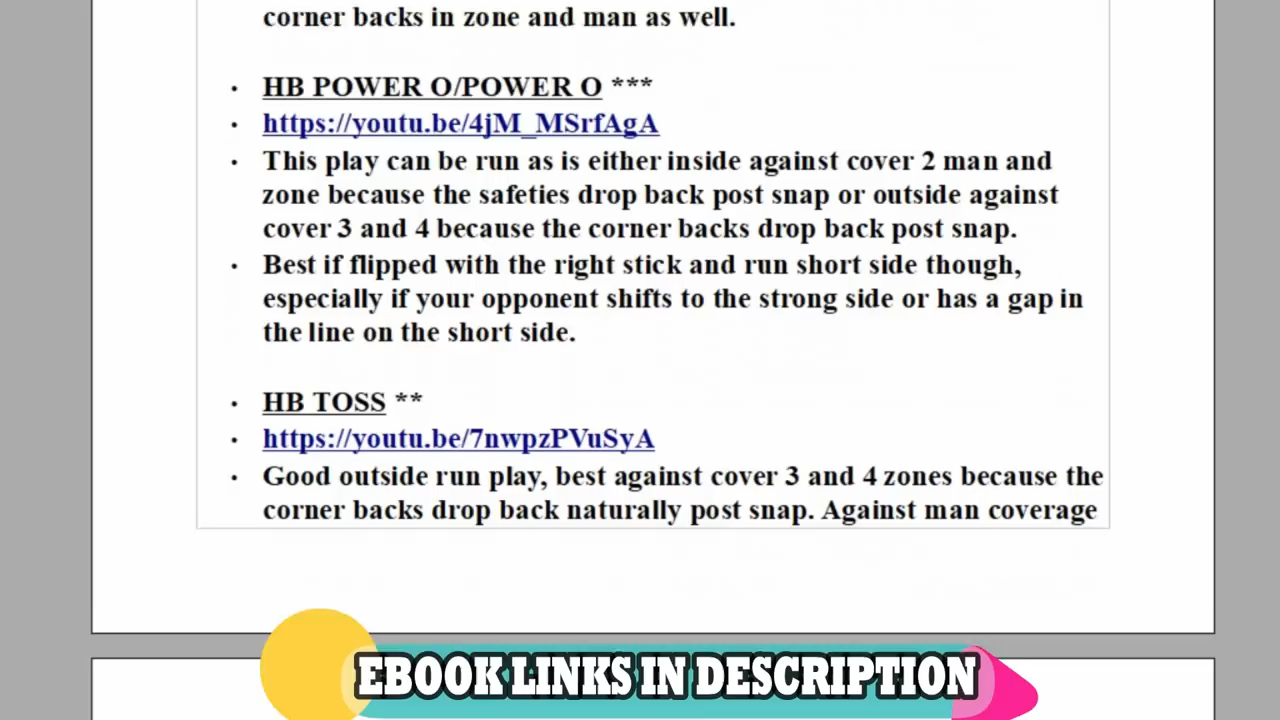 corner backs in zone and man as well.
• HB POWER O/POWER O ***
• https://youtu.be/4jM_MSrfAgA
• This play can be run as is either inside against cover 2 man and
zone because the safeties drop back post snap or outside against
cover 3 and 4 because the corner backs drop back post snap.
• Best if flipped with the right stick and run short side though,
especially if your opponent shifts to the strong side or has a gap in
the line on the short side.
• HB TOSS **
• https://youtu.be/7nwpzPVuSyA
• Good outside run play, best against cover 3 and 4 zones because the
corner backs drop back naturally post snap. Against man coverage
EBOOK LINKS IN DESCRIPTION